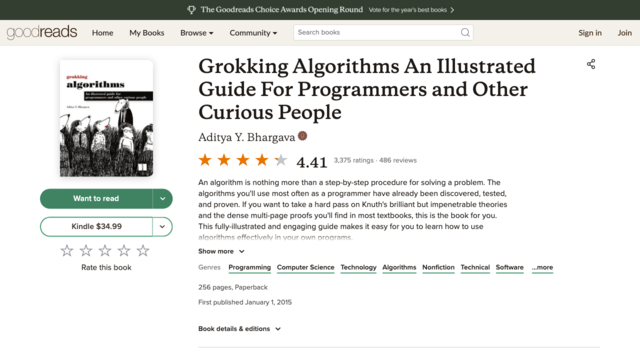 The Goodreads Choice Awards Opening Round Vote for the year's best books
goodreads Home My Books Browse Community Search books Sign in Join
grokking
algorithms
An illustrated guide for
programmers and other curious people
Aditya Y. Bhargava
Want to read
Kindle $34.99
Rate this book
Grokking Algorithms An Illustrated
Guide For Programmers and Other
Curious People
Aditya Y. Bhargava
4.41 3,375 ratings · 486 reviews
An algorithm is nothing more than a step-by-step procedure for solving a problem. The
algorithms you'll use most often as a programmer have already been discovered, tested,
and proven. If you want to take a hard pass on Knuth's brilliant but impenetrable theories
and the dense multi-page proofs you'll find in most textbooks, this is the book for you.
This fully-illustrated and engaging guide makes it easy for you to learn how to use
algorithms effectively in your own programs.
Show more
Genres Programming Computer Science Technology Algorithms Nonfiction Technical Software ...more
256 pages, Paperback
First published January 1, 2015
Book details & editions